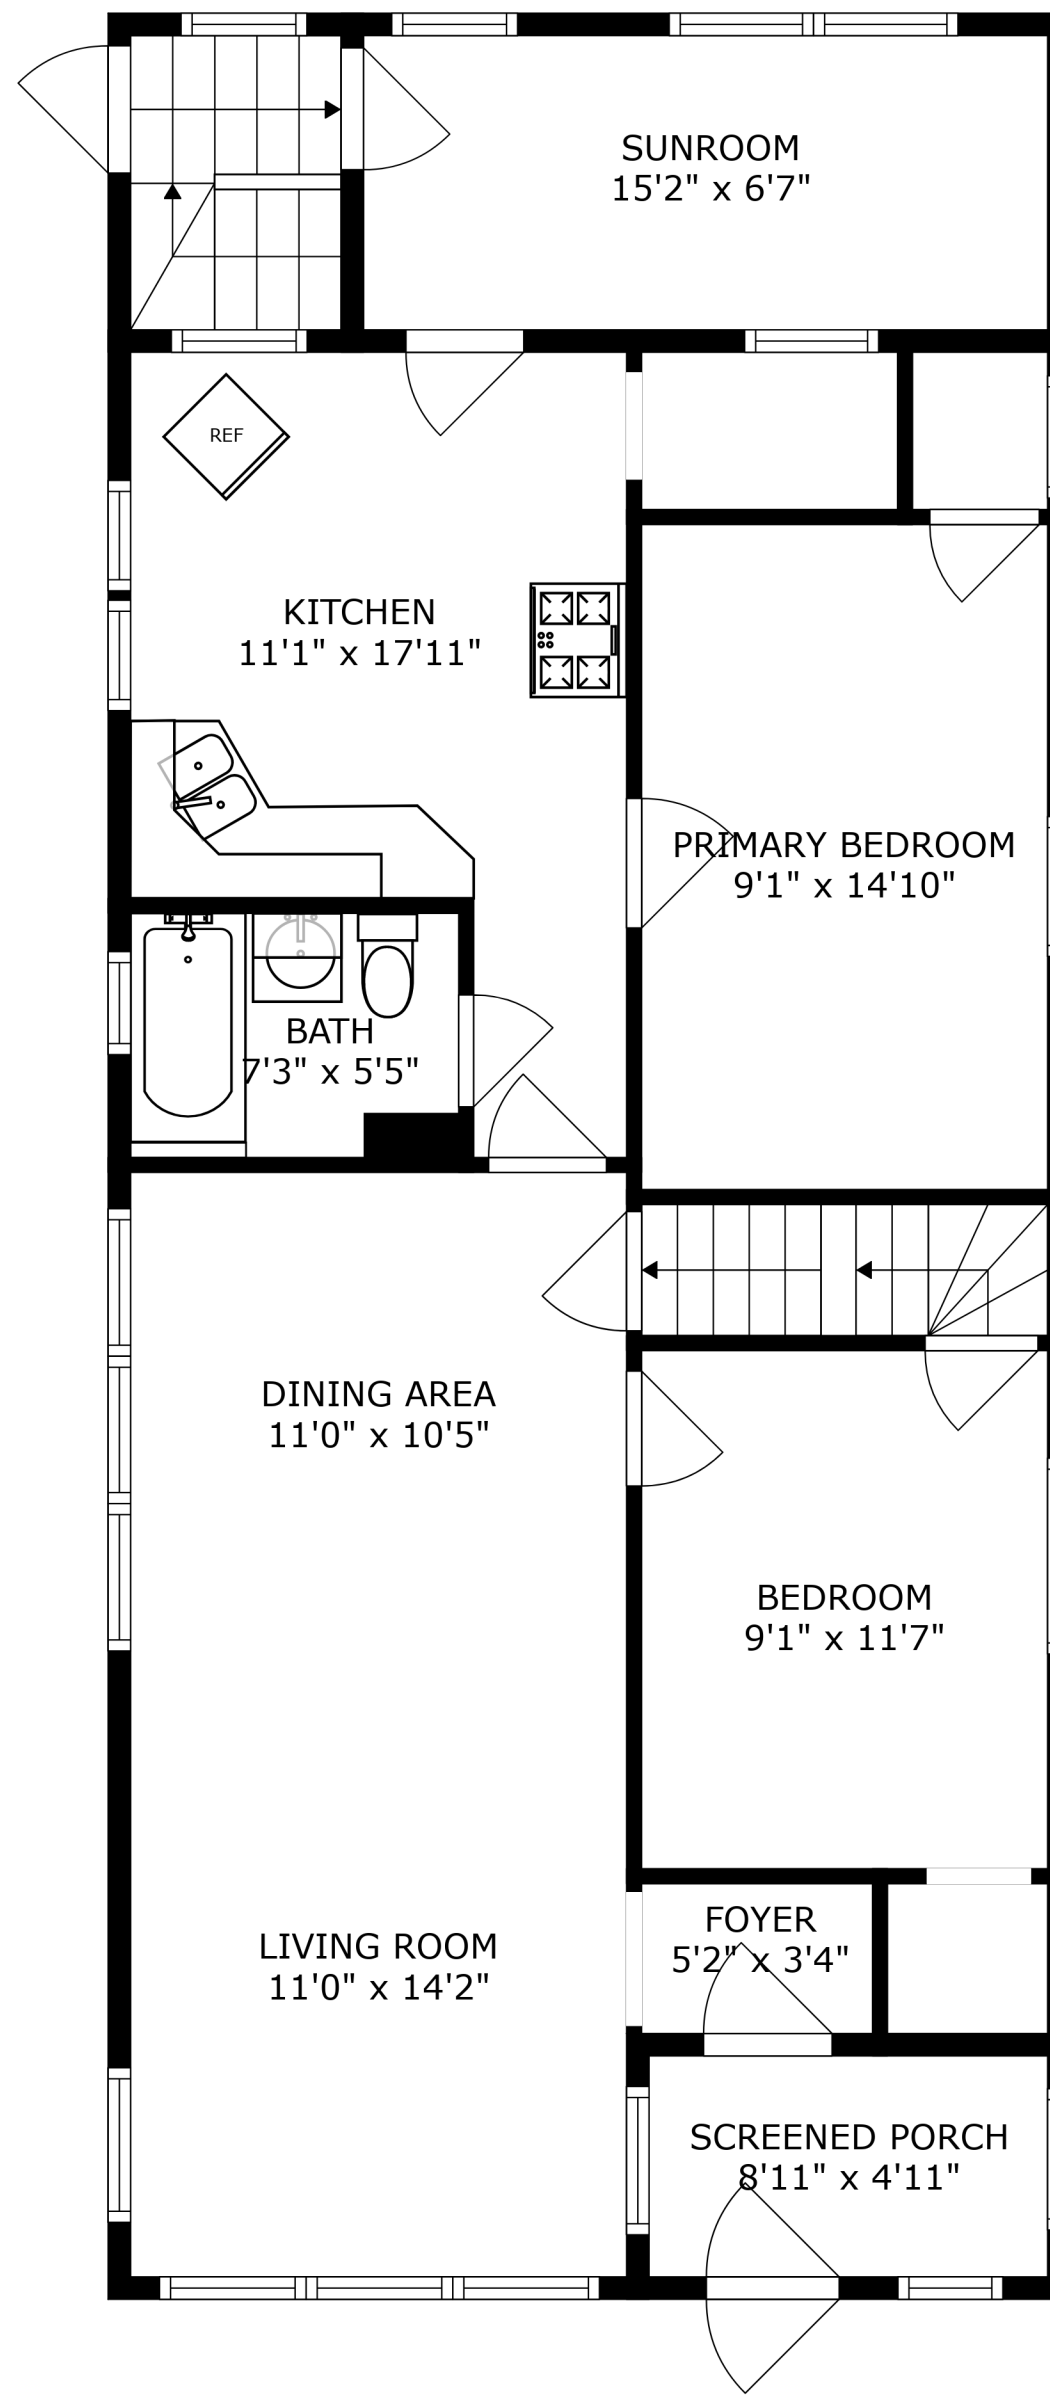 SUNROOM
15'2" x 6'7"
REF
KITCHEN
11'1" x 17'11"
PRIMARY BEDROOM
9'1" x 14'10"
BATH
7'3" x 5'5"
DINING AREA
11'0" x 10'5"
BEDROOM
9'1" x 11'7"
FOYER
5'2" x 3'4"
LIVING ROOM
11'0" x 14'2"
SCREENED PORCH
8'11" x 4'11"